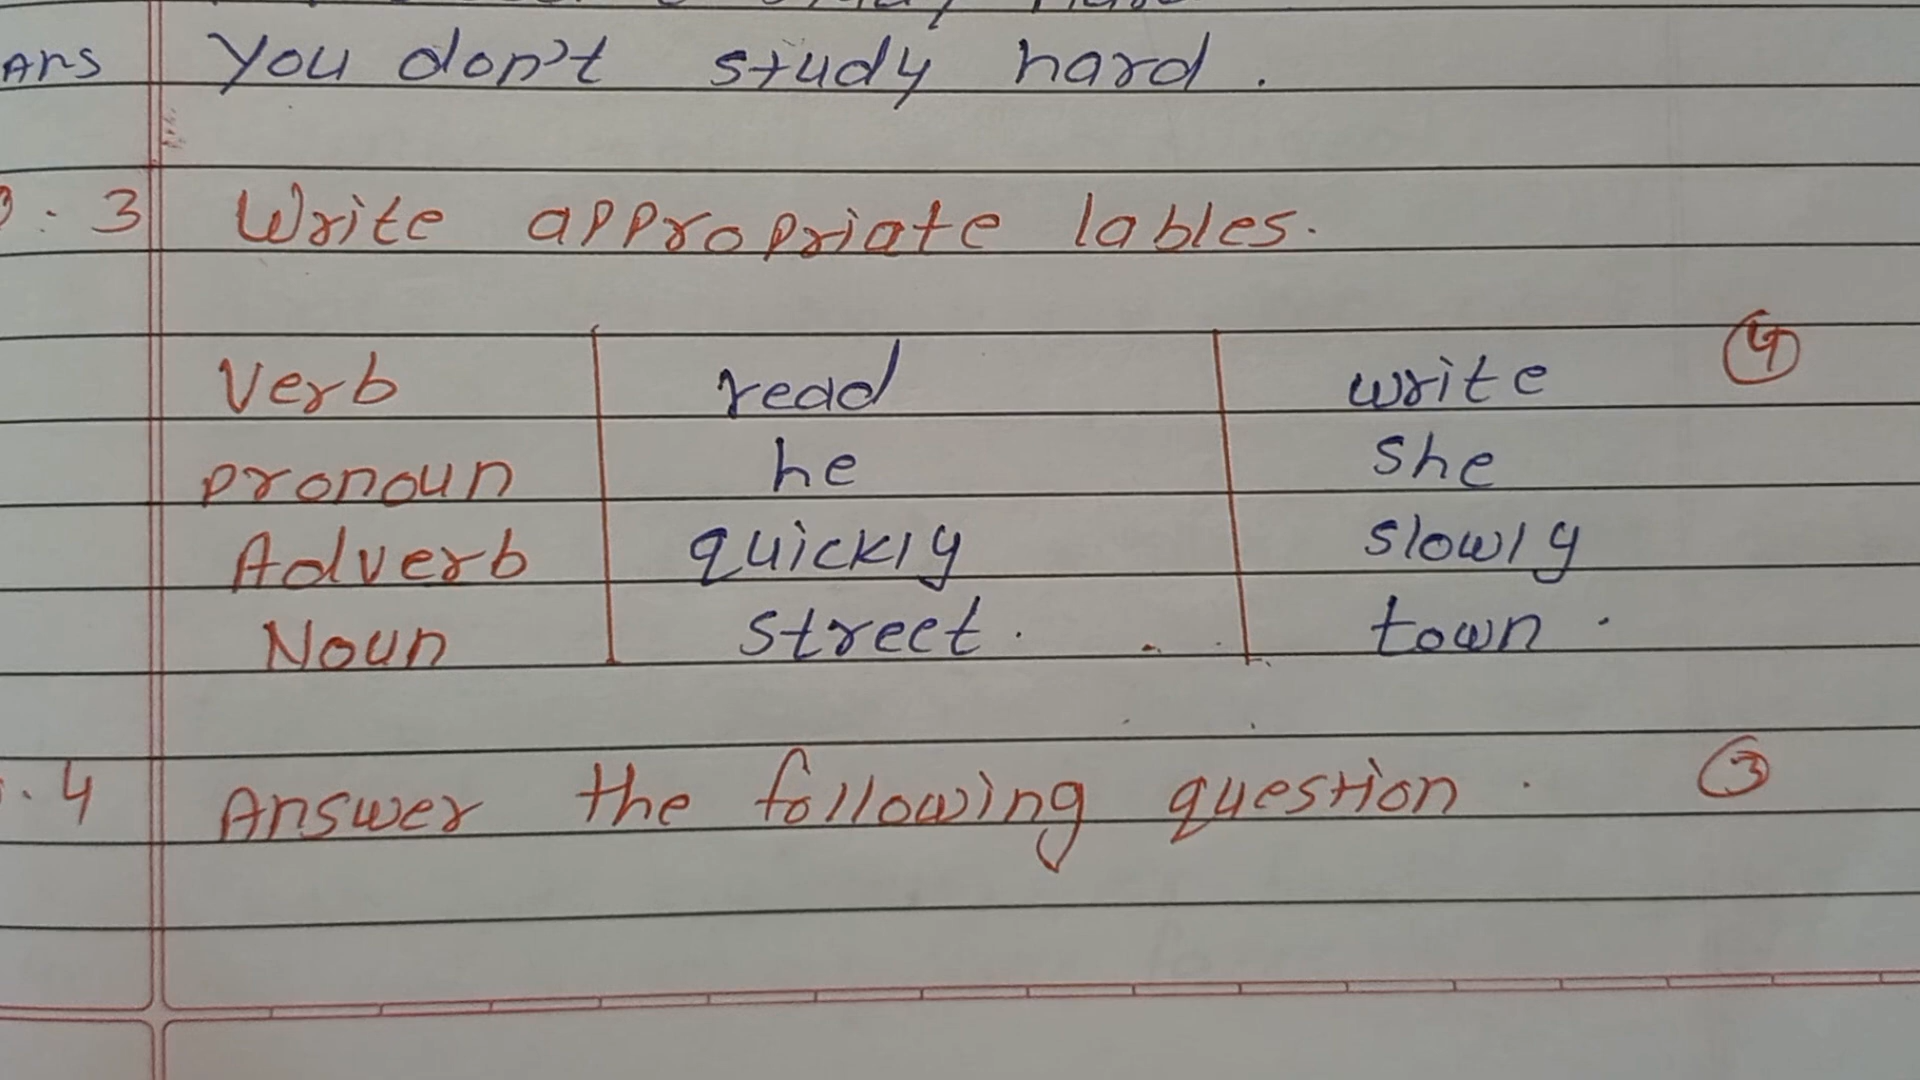 Ans You don't study hard.
. 3 Write appropriate lables.
Verb read write 4
pronoun he she
Adverb quickly slowly
Noun street. town.
. 4 Answer the following question. 3